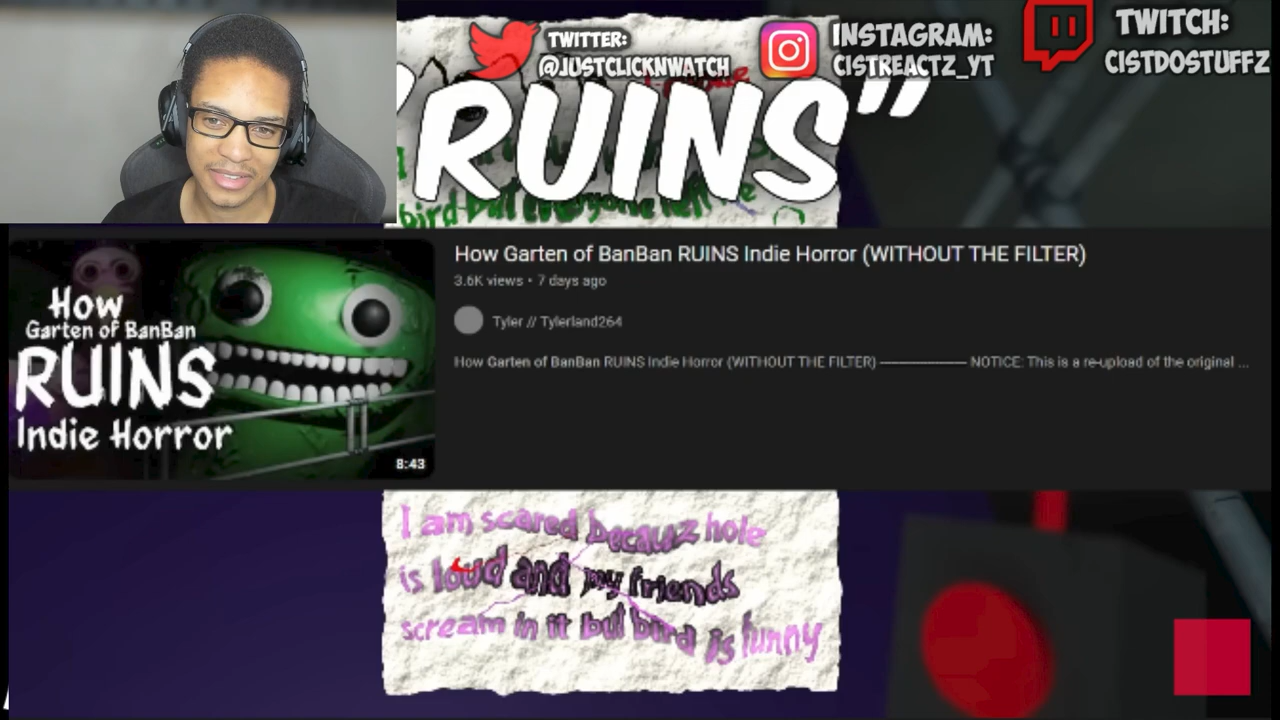 TWITTER:
@JUSTCLICKNWATCH
INSTAGRAM:
CISTREACTZ_YT
TWITCH:
CISTDOSTUFFZ
"RUINS"
bird but everyone
How Garten of BanBan RUINS Indie Horror (WITHOUT THE FILTER)
3.6K views • 7 days ago
Tyler // Tylerland264
How Garten of BanBan RUINS Indie Horror (WITHOUT THE FILTER) ——————— NOTICE: This is a re-upload of the original ...
How
Garten of BanBan
RUINS
Indie Horror
8:43
I am scared becauz hole
is loud and my friends
scream in it but bird is funny